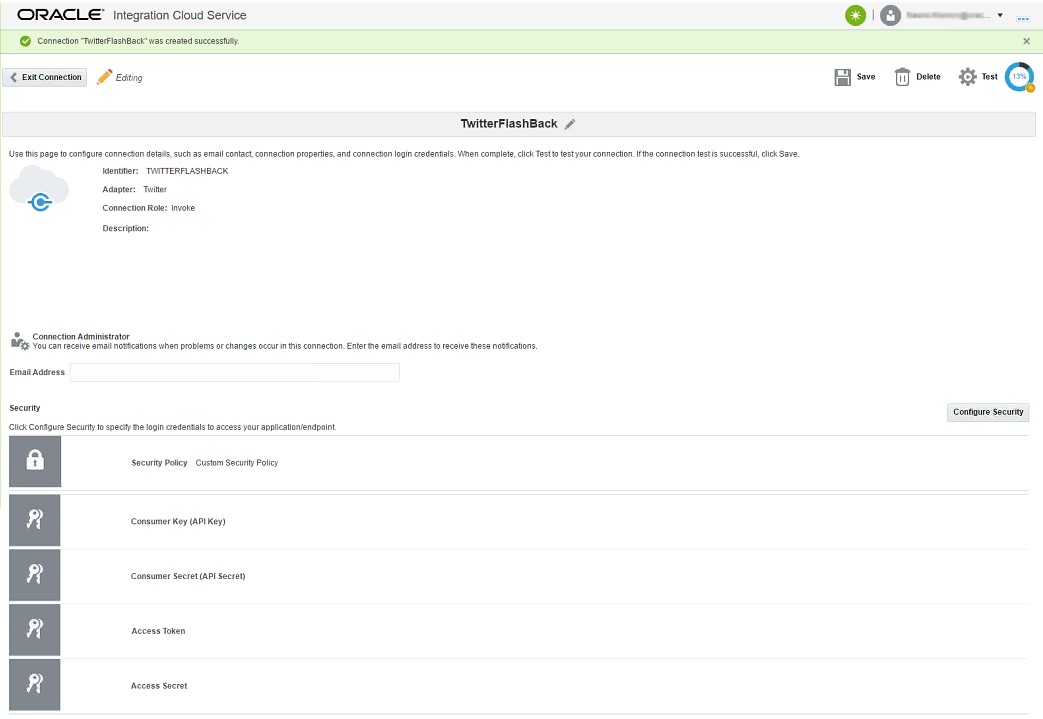 ORACLE® Integration Cloud Service
Connection "TwitterFlashBack" was created successfully.
Exit Connection
Editing
Save
Delete
Test
13%
TwitterFlashBack
Use this page to configure connection details, such as email contact, connection properties, and connection login credentials. When complete, click Test to test your connection. If the connection test is successful, click Save.
Identifier: TWITTERFLASHBACK
Adapter: Twitter
Connection Role: Invoke
Description:
Connection Administrator
You can receive email notifications when problems or changes occur in this connection. Enter the email address to receive these notifications.
Email Address
Security
Configure Security
Click Configure Security to specify the login credentials to access your application/endpoint.
Security Policy Custom Security Policy
Consumer Key (API Key)
Consumer Secret (API Secret)
Access Token
Access Secret